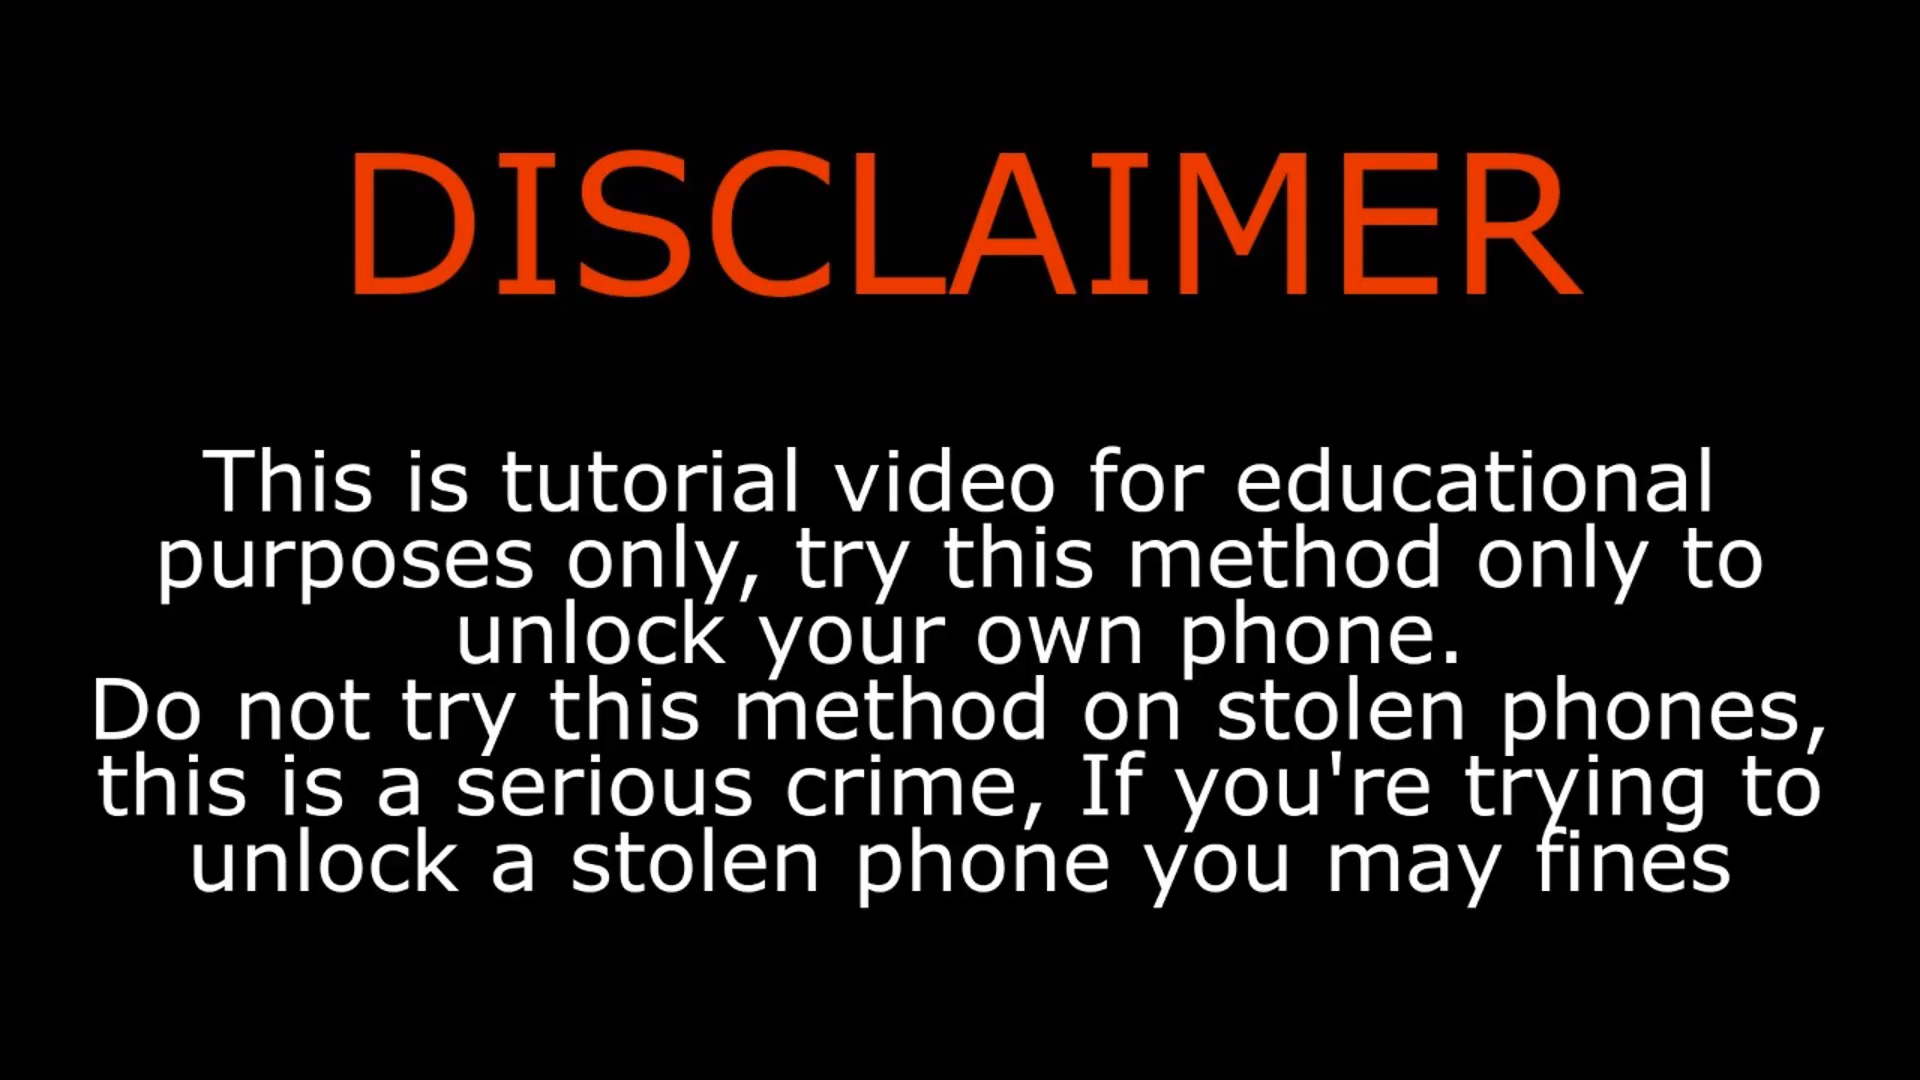 DISCLAIMER
This is tutorial video for educational
purposes only, try this method only to
unlock your own phone.
Do not try this method on stolen phones,
this is a serious crime, If you're trying to
unlock a stolen phone you may fines